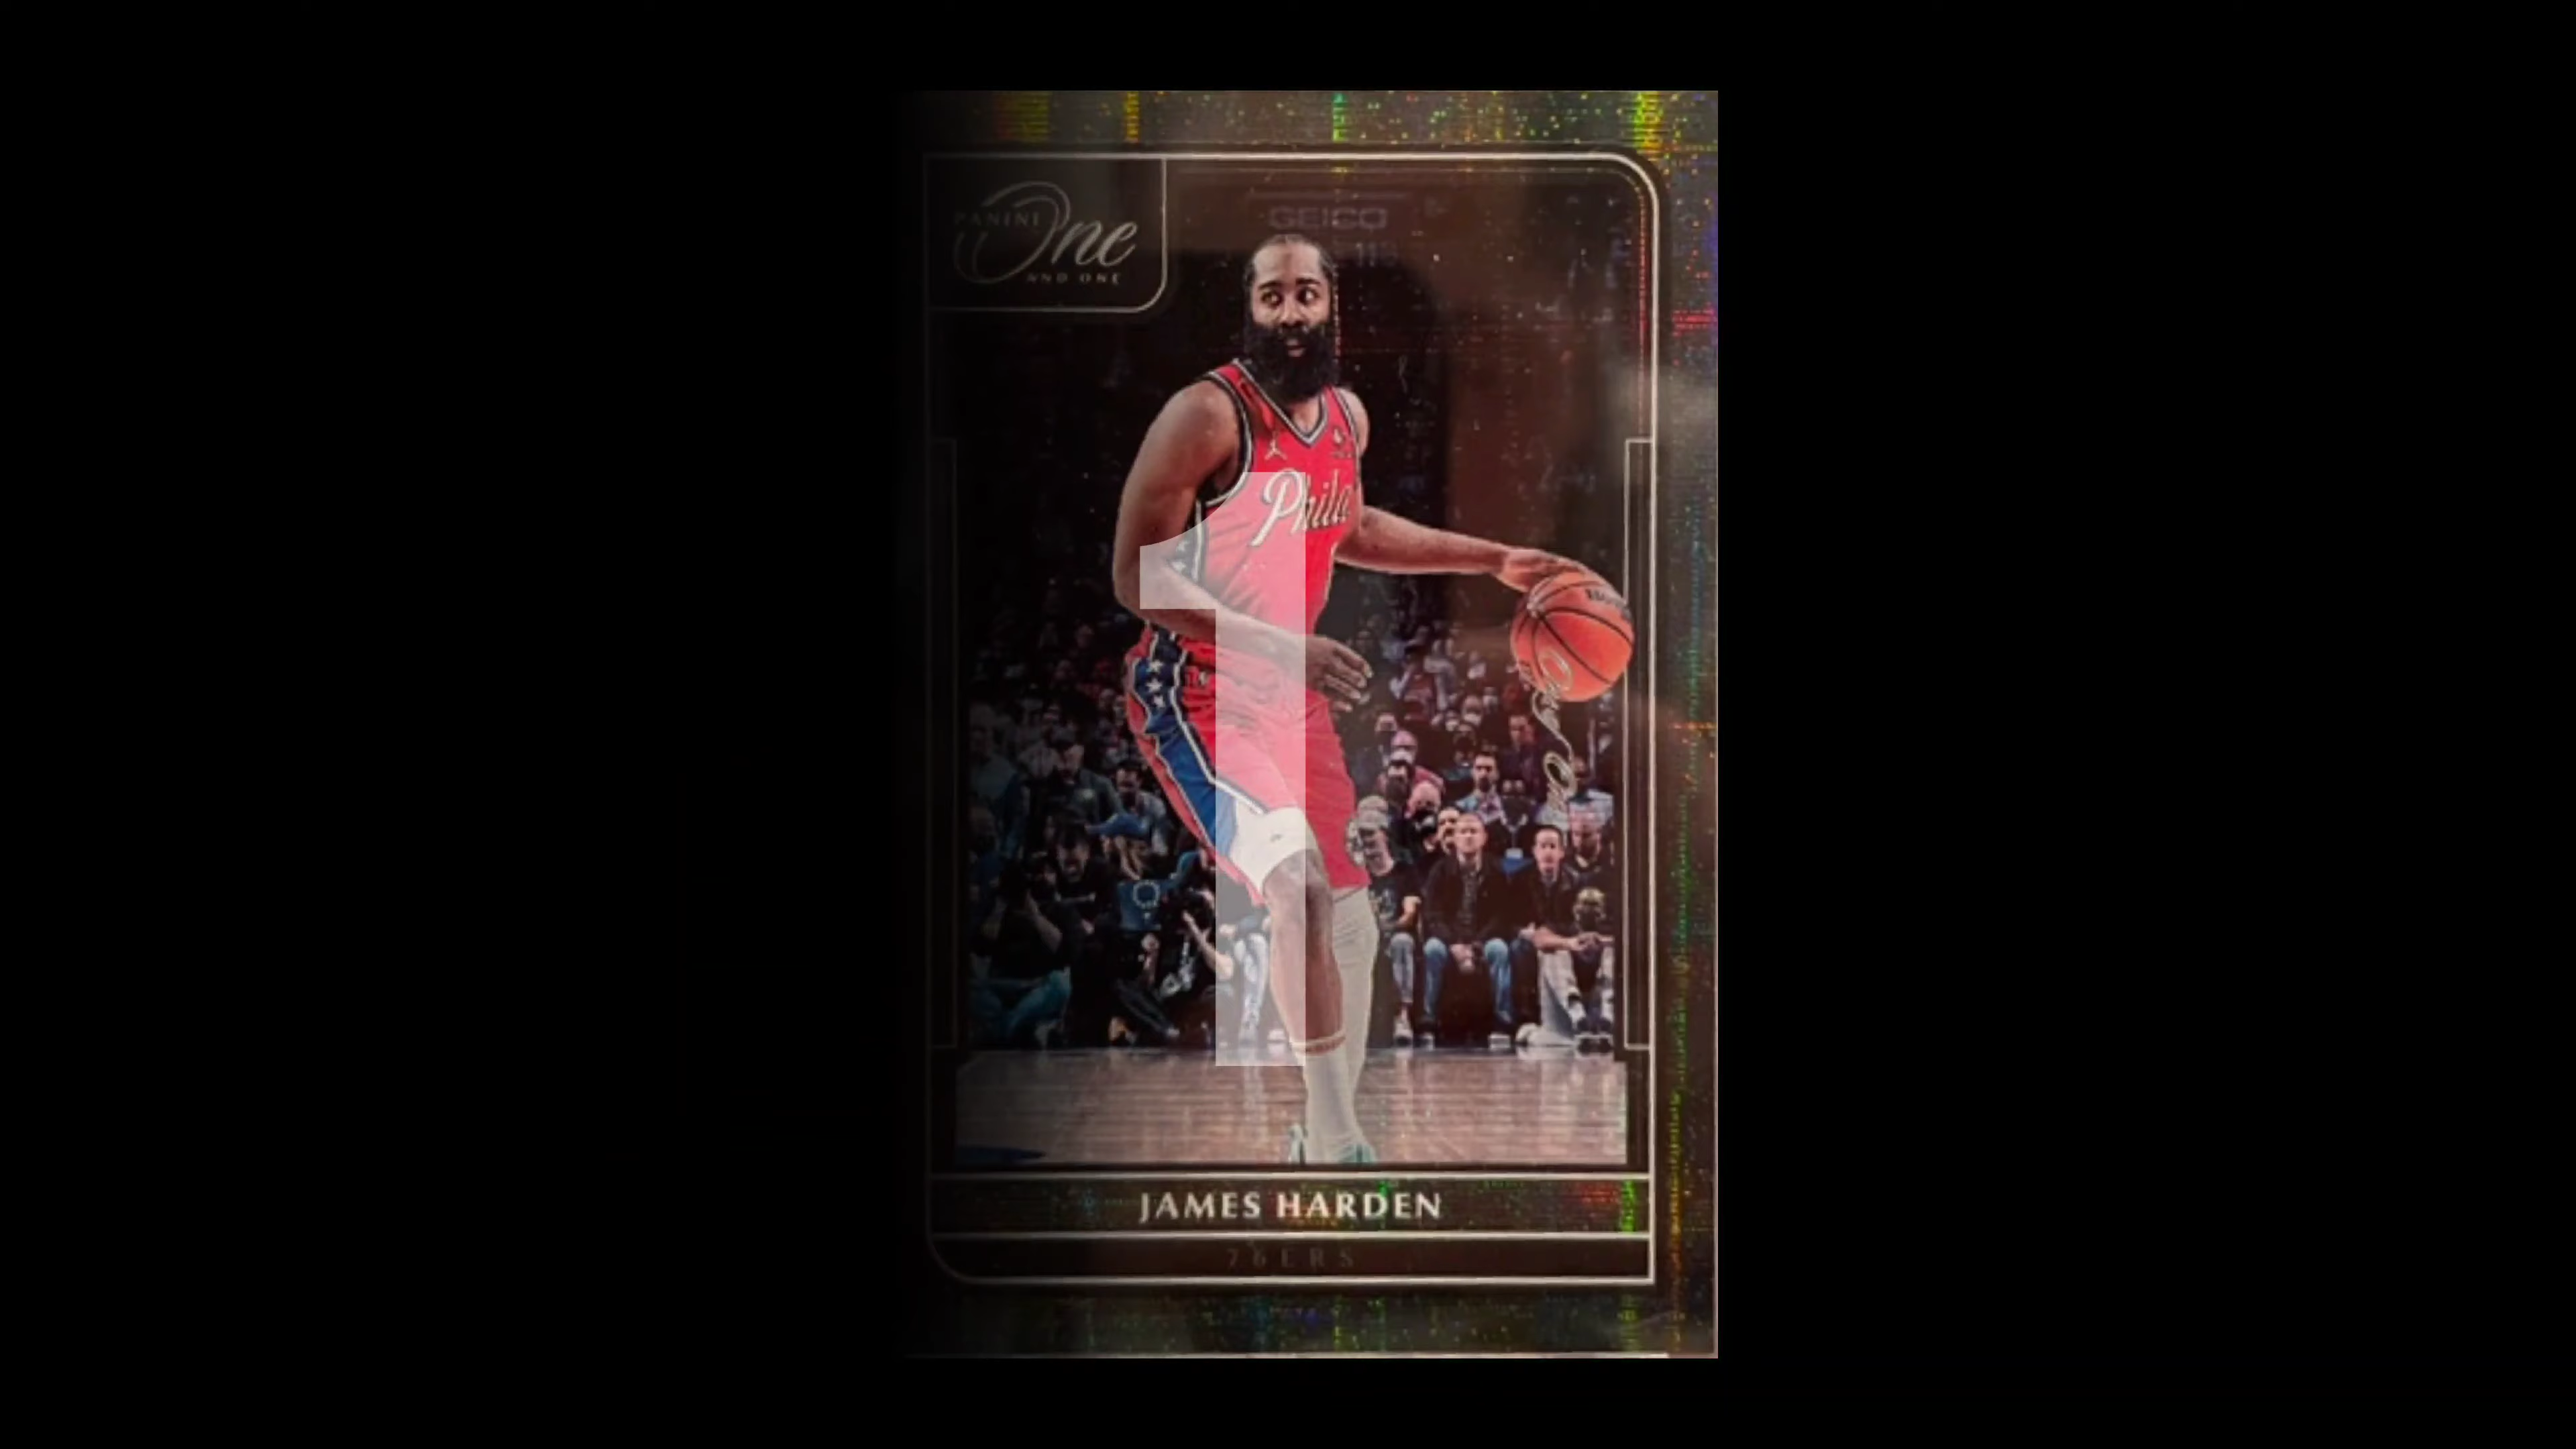 PANINI
One
AND ONE
GEICO
Phila
1
JAMES HARDEN
76ERS